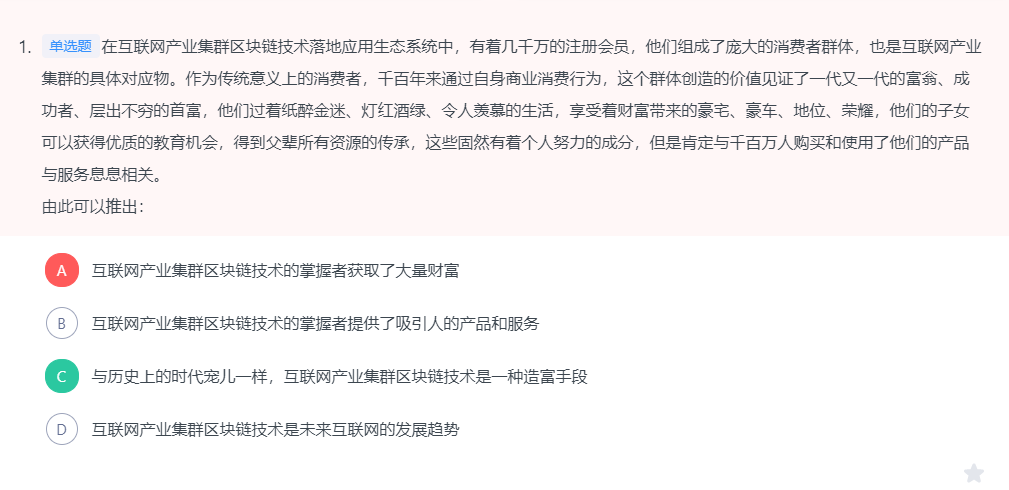 1. 单选题 在互联网产业集群区块链技术落地应用生态系统中，有着几千万的注册会员，他们组成了庞大的消费者群体，也是互联网产业
集群的具体对应物。作为传统意义上的消费者，千百年来通过自身商业消费行为，这个群体创造的价值见证了一代又一代的富翁、成
功者、层出不穷的首富，他们过着纸醉金迷、灯红酒绿、令人羡慕的生活，享受着财富带来的豪宅、豪车、地位、荣耀，他们的子女
可以获得优质的教育机会，得到父辈所有资源的传承，这些固然有着个人努力的成分，但是肯定与千百万人购买和使用了他们的产品
与服务息息相关。
由此可以推出：
A 互联网产业集群区块链技术的掌握者获取了大量财富
B 互联网产业集群区块链技术的掌握者提供了吸引人的产品和服务
C 与历史上的时代宠儿一样，互联网产业集群区块链技术是一种造富手段
D 互联网产业集群区块链技术是未来互联网的发展趋势